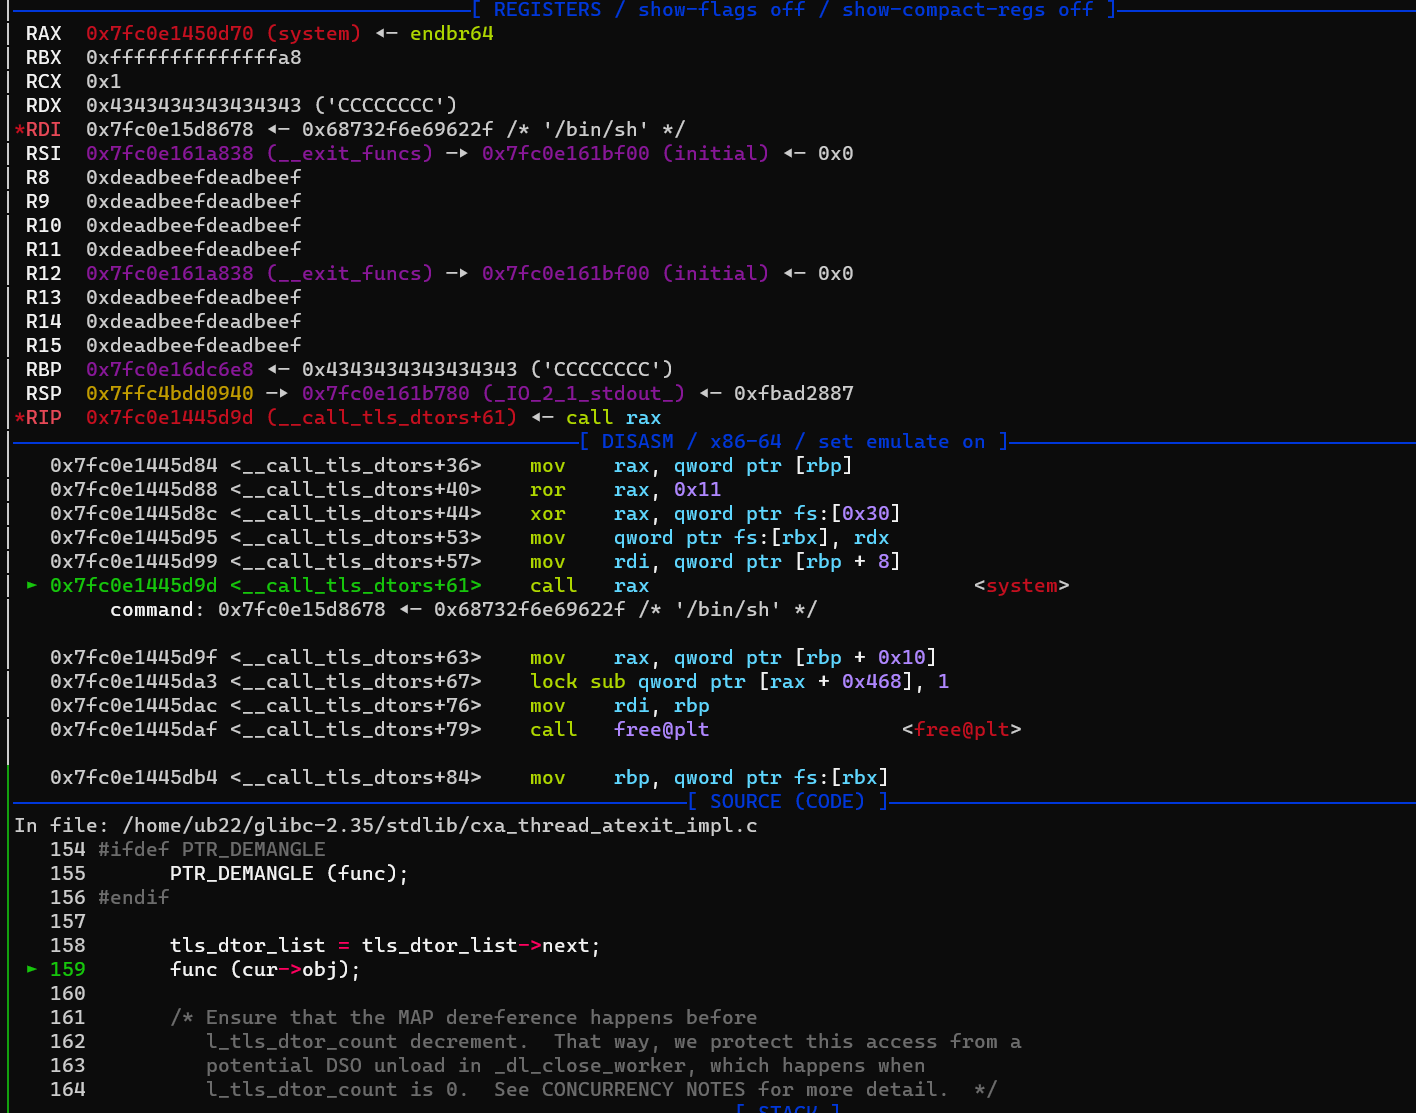 [ REGISTERS / show-flags off / show-compact-regs off ]
RAX  0x7fc0e1450d70 (system) ◂— endbr64
RBX  0xffffffffffffffa8
RCX  0x1
RDX  0x4343434343434343 ('CCCCCCCC')
*RDI  0x7fc0e15d8678 ◂— 0x68732f6e69622f /* '/bin/sh' */
RSI  0x7fc0e161a838 (__exit_funcs) —▸ 0x7fc0e161bf00 (initial) ◂— 0x0
R8   0xdeadbeefdeadbeef
R9   0xdeadbeefdeadbeef
R10  0xdeadbeefdeadbeef
R11  0xdeadbeefdeadbeef
R12  0x7fc0e161a838 (__exit_funcs) —▸ 0x7fc0e161bf00 (initial) ◂— 0x0
R13  0xdeadbeefdeadbeef
R14  0xdeadbeefdeadbeef
R15  0xdeadbeefdeadbeef
RBP  0x7fc0e16dc6e8 ◂— 0x4343434343434343 ('CCCCCCCC')
RSP  0x7ffc4bdd0940 —▸ 0x7fc0e161b780 (_IO_2_1_stdout_) ◂— 0xfbad2887
*RIP  0x7fc0e1445d9d (__call_tls_dtors+61) ◂— call rax
[ DISASM / x86-64 / set emulate on ]
0x7fc0e1445d84 <__call_tls_dtors+36>    mov    rax, qword ptr [rbp]
0x7fc0e1445d88 <__call_tls_dtors+40>    ror    rax, 0x11
0x7fc0e1445d8c <__call_tls_dtors+44>    xor    rax, qword ptr fs:[0x30]
0x7fc0e1445d95 <__call_tls_dtors+53>    mov    qword ptr fs:[rbx], rdx
0x7fc0e1445d99 <__call_tls_dtors+57>    mov    rdi, qword ptr [rbp + 8]
► 0x7fc0e1445d9d <__call_tls_dtors+61>    call   rax                           <system>
command: 0x7fc0e15d8678 ◂— 0x68732f6e69622f /* '/bin/sh' */
0x7fc0e1445d9f <__call_tls_dtors+63>    mov    rax, qword ptr [rbp + 0x10]
0x7fc0e1445da3 <__call_tls_dtors+67>    lock sub qword ptr [rax + 0x468], 1
0x7fc0e1445dac <__call_tls_dtors+76>    mov    rdi, rbp
0x7fc0e1445daf <__call_tls_dtors+79>    call   free@plt                <free@plt>
0x7fc0e1445db4 <__call_tls_dtors+84>    mov    rbp, qword ptr fs:[rbx]
[ SOURCE (CODE) ]
In file: /home/ub22/glibc-2.35/stdlib/cxa_thread_atexit_impl.c
154 #ifdef PTR_DEMANGLE
155       PTR_DEMANGLE (func);
156 #endif
157
158       tls_dtor_list = tls_dtor_list->next;
► 159       func (cur->obj);
160
161       /* Ensure that the MAP dereference happens before
162          l_tls_dtor_count decrement.  That way, we protect this access from a
163          potential DSO unload in _dl_close_worker, which happens when
164          l_tls_dtor_count is 0.  See CONCURRENCY NOTES for more detail.  */
[ STACK ]